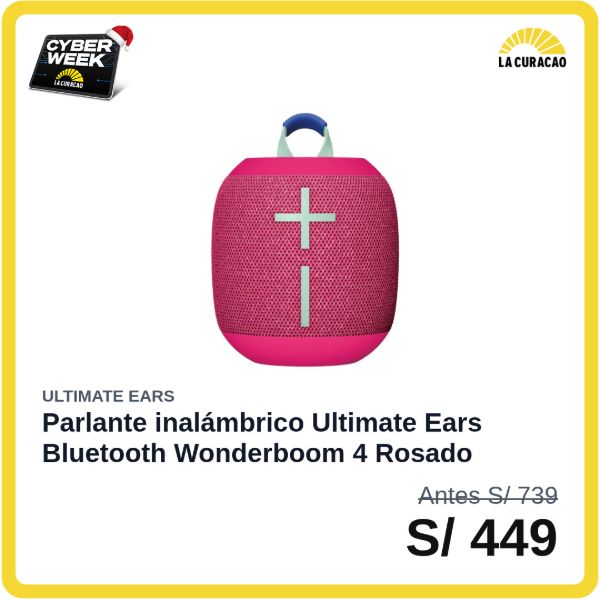 CYBER
WEEK
LA CURACAO
LA CURACAO
ULTIMATE EARS
Parlante inalámbrico Ultimate Ears
Bluetooth Wonderboom 4 Rosado
Antes S/ 739
S/ 449